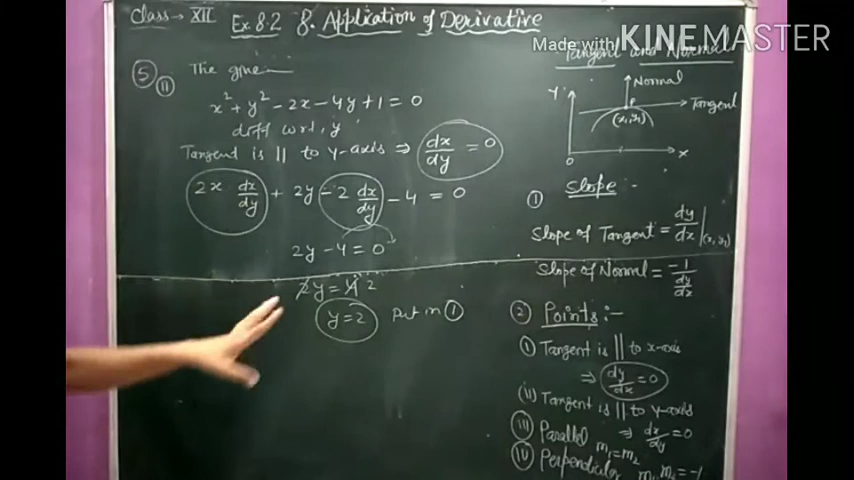 Class → XII Ex. 8.2 8. Application of Derivative
Made with KINEMASTER
Tangent and Normal
⑤ (ii) The given
x² + y² - 2x - 4y + 1 = 0
diff w.r.t, y
Tangent is || to y-axis ⇒ dx/dy = 0
2x dx/dy + 2y - 2 dx/dy - 4 = 0
2y - 4 = 0
2y = 4 2
y = 2 Put in ①
Y
Normal
Tangent
P
(x₁, y₁)
O
X
① Slope :-
Slope of Tangent = dy/dx|(x₁, y₁)
Slope of Normal = -1/(dy/dx)
② Points :-
(i) Tangent is || to x-axis
⇒ dy/dx = 0
(ii) Tangent is || to y-axis
⇒ dx/dy = 0
(iii) Parallel m₁ = m₂
(iv) Perpendicular m₁ m₂ = -1